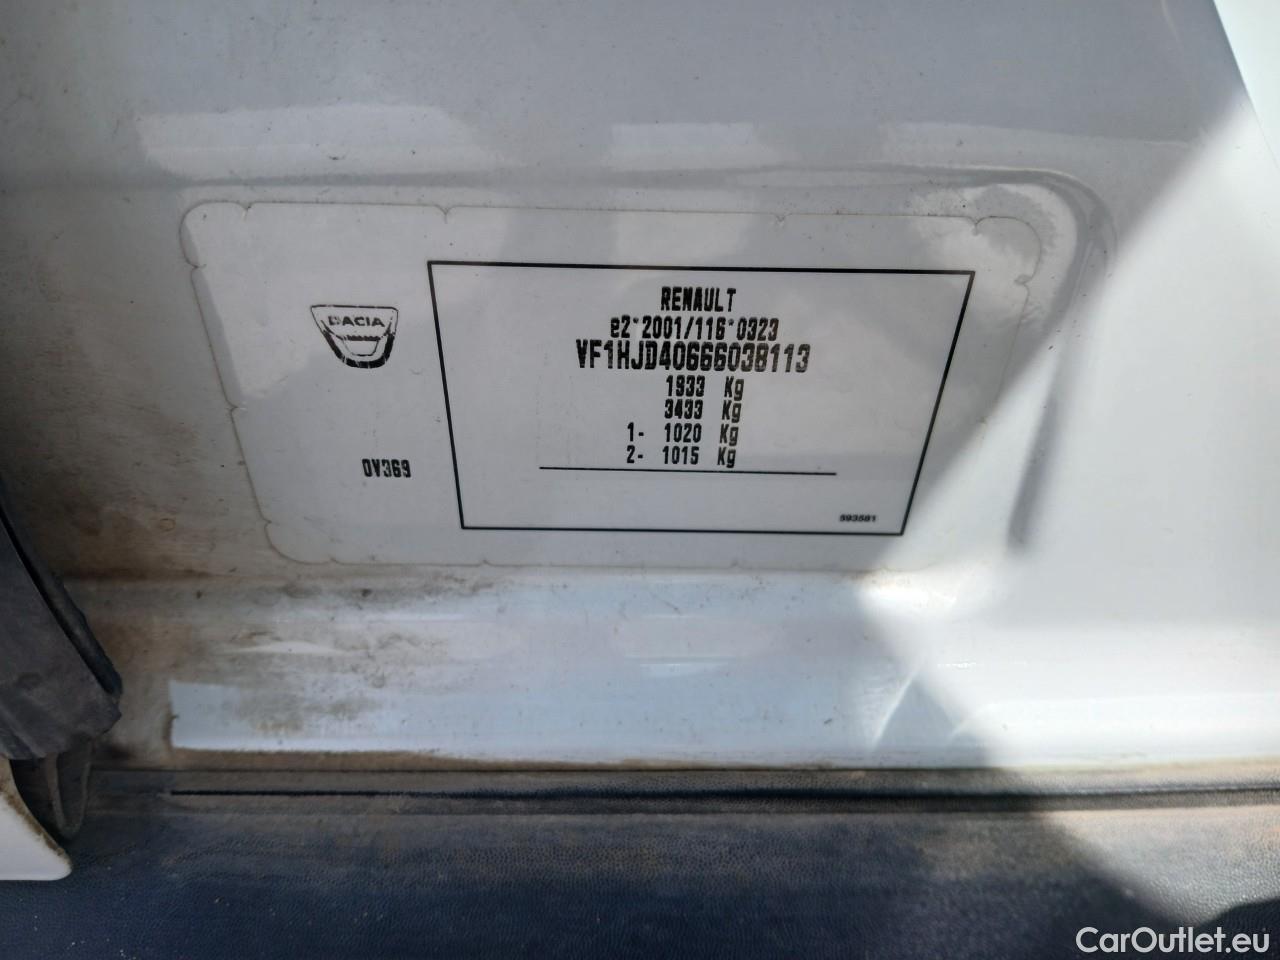 DACIA
RENAULT
e2*2001/116*0323
VF1HJD40666038113
1933 Kg
3433 Kg
1- 1020 Kg
2- 1015 Kg
0V369
593581
CarOutlet.eu